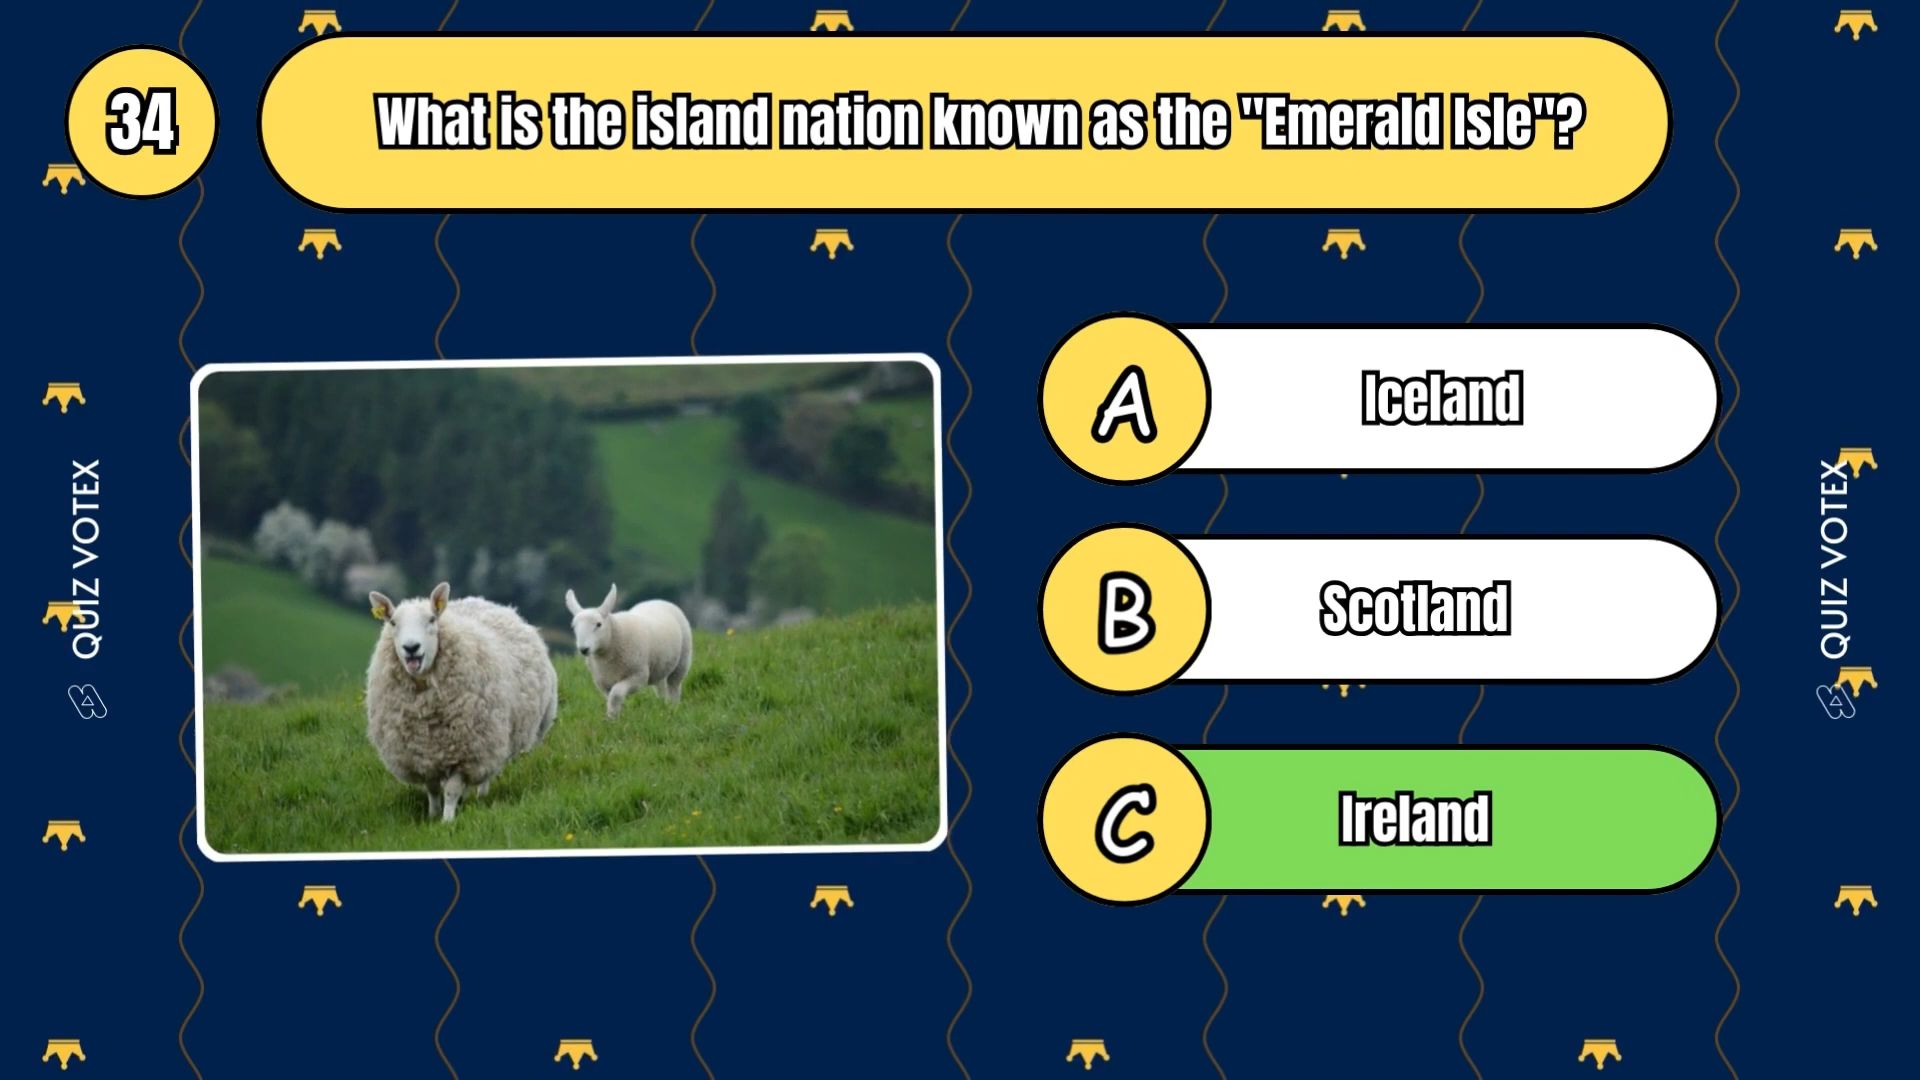 34
What is the island nation known as the "Emerald Isle"?
A
Iceland
B
Scotland
C
Ireland
QUIZ VOTEX
QUIZ VOTEX